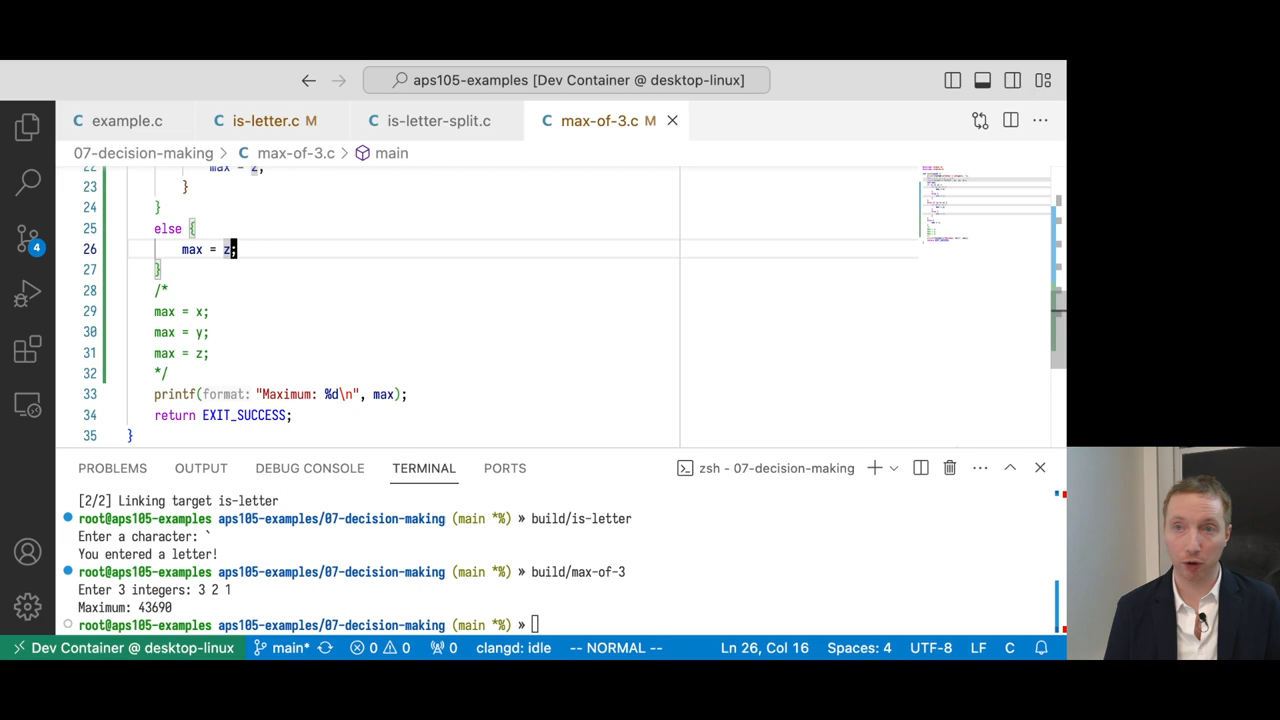 aps105-examples [Dev Container @ desktop-linux]
C example.c C is-letter.c M C is-letter-split.c C max-of-3.c M
07-decision-making > C max-of-3.c > main
22 max = z;
23 }
24 }
25 else {
26 max = z;
27 }
28 /*
29 max = x;
30 max = y;
31 max = z;
32 */
33 printf(format: "Maximum: %d\n", max);
34 return EXIT_SUCCESS;
35 }
4
PROBLEMS OUTPUT DEBUG CONSOLE TERMINAL PORTS zsh - 07-decision-making
[2/2] Linking target is-letter
root@aps105-examples aps105-examples/07-decision-making (main *%) » build/is-letter
Enter a character: `
You entered a letter!
root@aps105-examples aps105-examples/07-decision-making (main *%) » build/max-of-3
Enter 3 integers: 3 2 1
Maximum: 43690
root@aps105-examples aps105-examples/07-decision-making (main *%) »
Dev Container @ desktop-linux main* 0 0 0 clangd: idle -- NORMAL -- Ln 26, Col 16 Spaces: 4 UTF-8 LF C